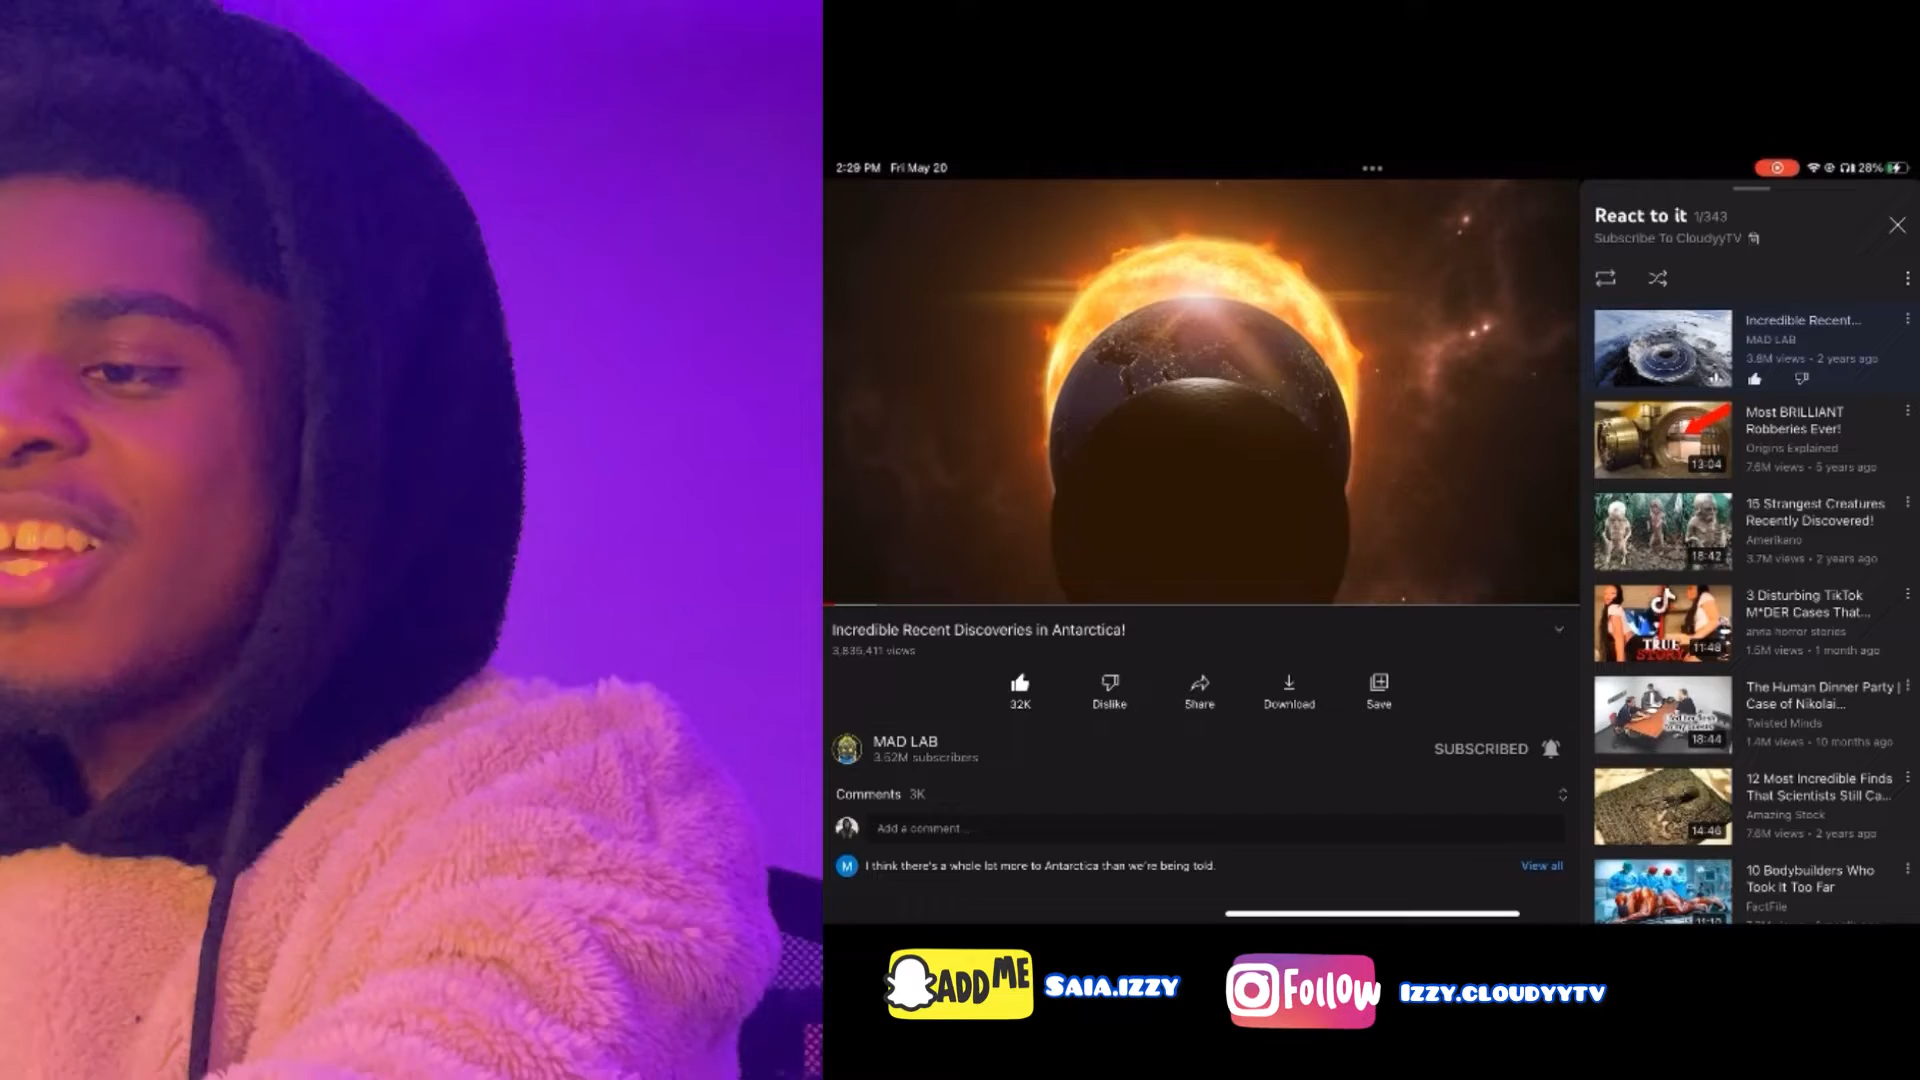 2:29 PM Fri May 20
28%
React to it 1/343
Subscribe To CloudyyTV
Incredible Recent...
MAD LAB
3.8M views • 2 years ago
Most BRILLIANT
Robberies Ever!
Origins Explained
7.6M views • 5 years ago
13:04
15 Strangest Creatures
Recently Discovered!
Amerikano
3.7M views • 2 years ago
18:42
3 Disturbing TikTok
M*DER Cases That...
anna horror stories
1.5M views • 1 month ago
TRUE
STORY
11:48
The Human Dinner Party |
Case of Nikolai...
Twisted Minds
1.4M views • 10 months ago
18:44
12 Most Incredible Finds
That Scientists Still Ca...
Amazing Stock
7.6M views • 2 years ago
14:46
10 Bodybuilders Who
Took It Too Far
FactFile
11:10
Incredible Recent Discoveries in Antarctica!
3,835,411 views
32K
Dislike
Share
Download
Save
MAD LAB
3.62M subscribers
SUBSCRIBED
Comments 3K
Add a comment...
M
I think there's a whole lot more to Antarctica than we're being told.
View all
ADD ME
SAIA.IZZY
Follow
IZZY.CLOUDYYTV